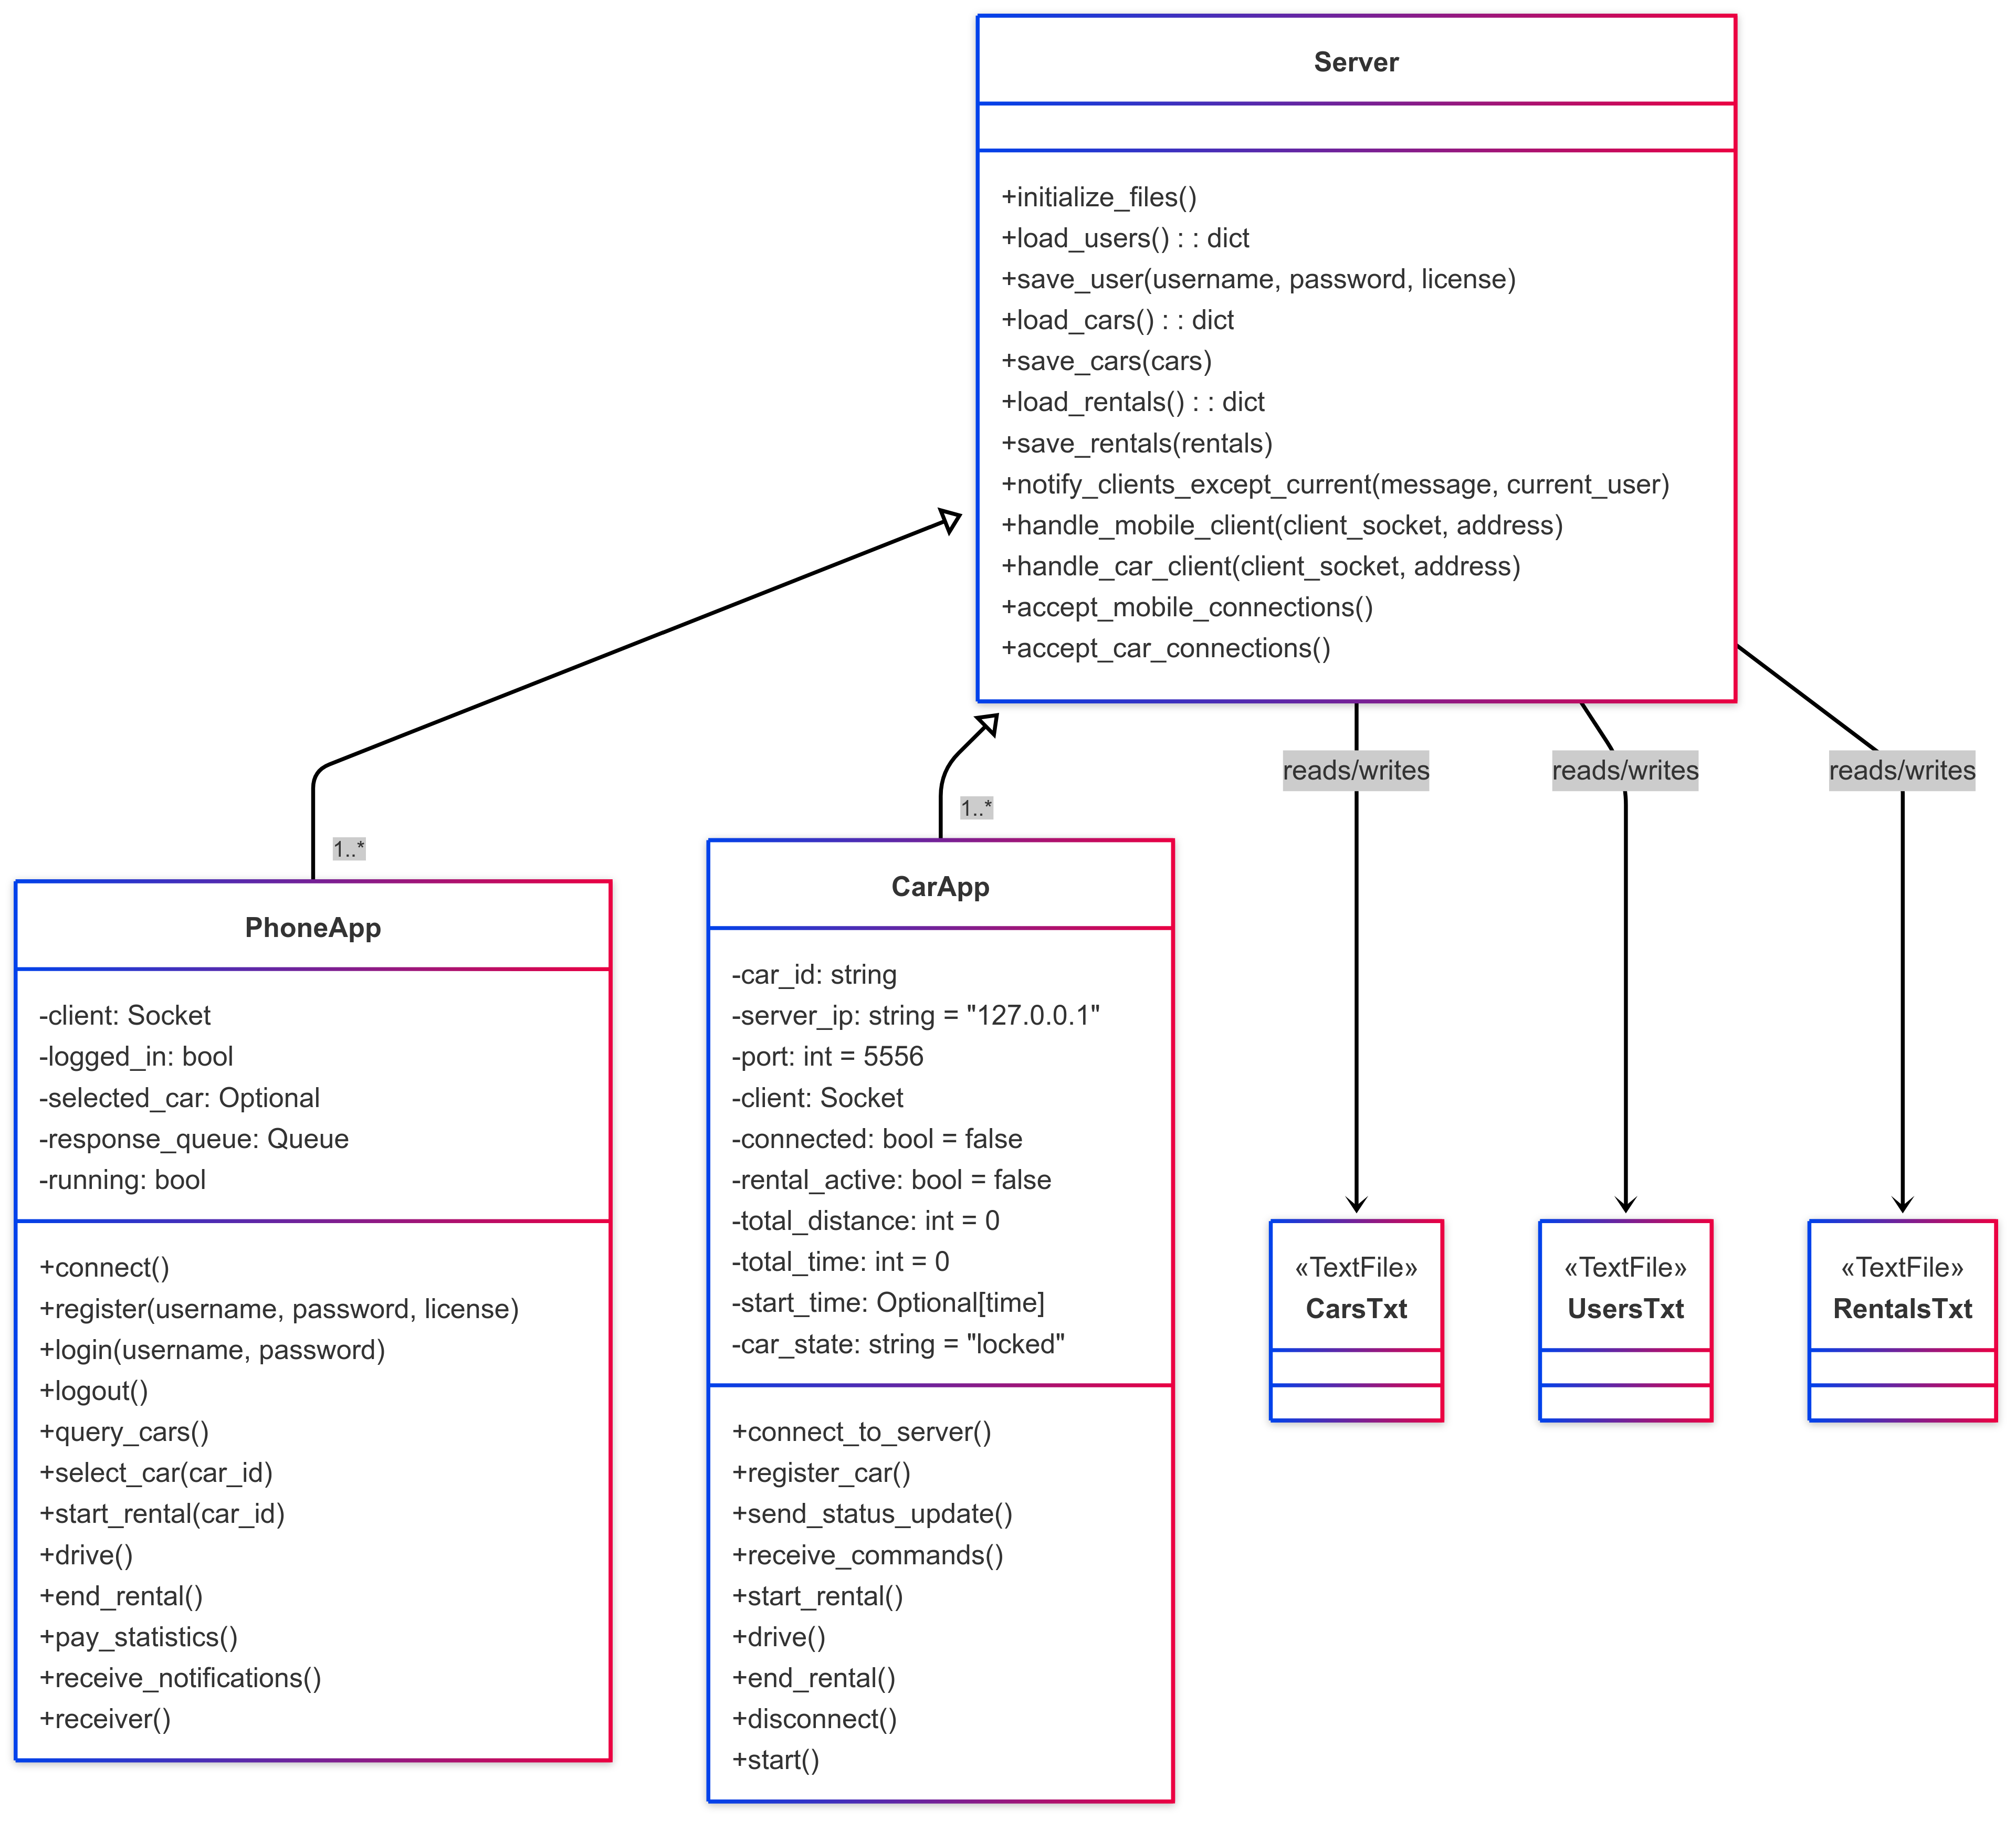 Server
+initialize_files()
+load_users() : : dict
+save_user(username, password, license)
+load_cars() : : dict
+save_cars(cars)
+load_rentals() : : dict
+save_rentals(rentals)
+notify_clients_except_current(message, current_user)
+handle_mobile_client(client_socket, address)
+handle_car_client(client_socket, address)
+accept_mobile_connections()
+accept_car_connections()
reads/writes
reads/writes
reads/writes
1..*
1..*
PhoneApp
-client: Socket
-logged_in: bool
-selected_car: Optional
-response_queue: Queue
-running: bool
+connect()
+register(username, password, license)
+login(username, password)
+logout()
+query_cars()
+select_car(car_id)
+start_rental(car_id)
+drive()
+end_rental()
+pay_statistics()
+receive_notifications()
+receiver()
CarApp
-car_id: string
-server_ip: string = "127.0.0.1"
-port: int = 5556
-client: Socket
-connected: bool = false
-rental_active: bool = false
-total_distance: int = 0
-total_time: int = 0
-start_time: Optional[time]
-car_state: string = "locked"
+connect_to_server()
+register_car()
+send_status_update()
+receive_commands()
+start_rental()
+drive()
+end_rental()
+disconnect()
+start()
«TextFile»
CarsTxt
«TextFile»
UsersTxt
«TextFile»
RentalsTxt